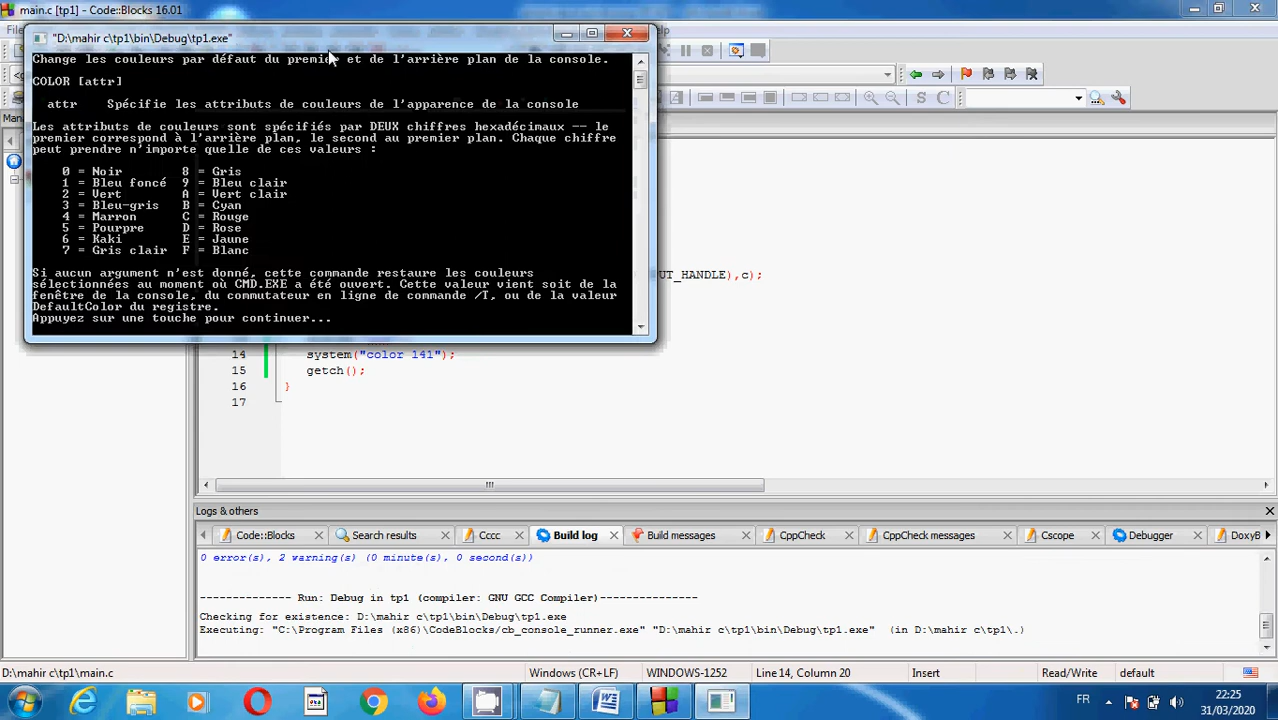 main.c [tp1] - Code::Blocks 16.01
"D:\mahir c\tp1\bin\Debug\tp1.exe"
Change les couleurs par défaut du premier et de l'arrière plan de la console.
COLOR [attr]
attr Spécifie les attributs de couleurs de l'apparence de la console
Les attributs de couleurs sont spécifiés par DEUX chiffres hexadécimaux -- le
premier correspond à l'arrière plan, le second au premier plan. Chaque chiffre
peut prendre n'importe quelle de ces valeurs :
0 = Noir 8 = Gris
1 = Bleu foncé 9 = Bleu clair
2 = Vert A = Vert clair
3 = Bleu-gris B = Cyan
4 = Marron C = Rouge
5 = Pourpre D = Rose
6 = Kaki E = Jaune
7 = Gris clair F = Blanc
Si aucun argument n'est donné, cette commande restaure les couleurs
sélectionnées au moment où CMD.EXE a été ouvert. Cette valeur vient soit de la
fenêtre de la console, du commutateur en ligne de commande /T, ou de la valeur
DefaultColor du registre.
Appuyez sur une touche pour continuer...
UT_HANDLE),c);
14 system("color 141");
15 getch();
16 }
17
Logs & others
Code::Blocks Search results Cccc Build log Build messages CppCheck CppCheck messages Cscope Debugger DoxyB
0 error(s), 2 warning(s) (0 minute(s), 0 second(s))
-------------- Run: Debug in tp1 (compiler: GNU GCC Compiler)---------------
Checking for existence: D:\mahir c\tp1\bin\Debug\tp1.exe
Executing: "C:\Program Files (x86)\CodeBlocks/cb_console_runner.exe" "D:\mahir c\tp1\bin\Debug\tp1.exe" (in D:\mahir c\tp1\.)
D:\mahir c\tp1\main.c Windows (CR+LF) WINDOWS-1252 Line 14, Column 20 Insert Read/Write default
FR 22:25
31/03/2020